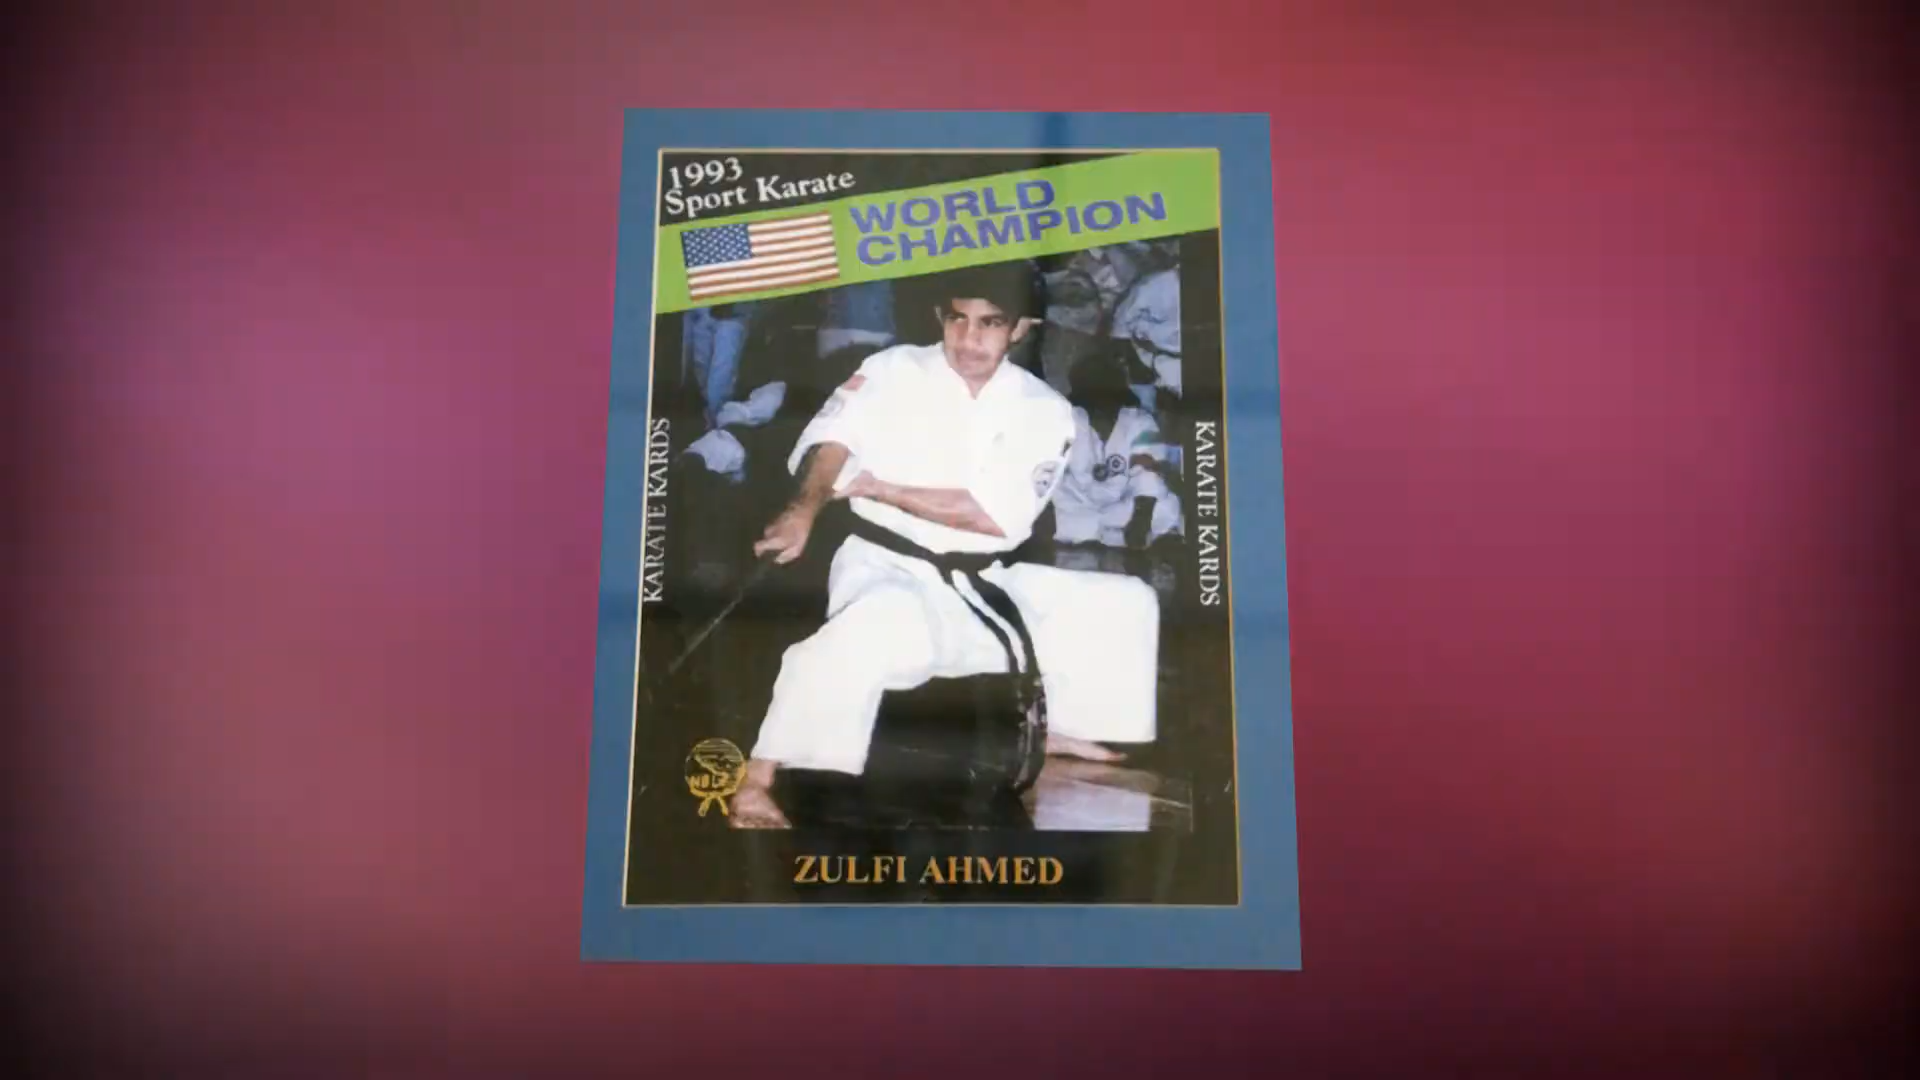 1993
Sport Karate
WORLD
CHAMPION
KARATE KARDS
KARATE KARDS
ZULFI AHMED